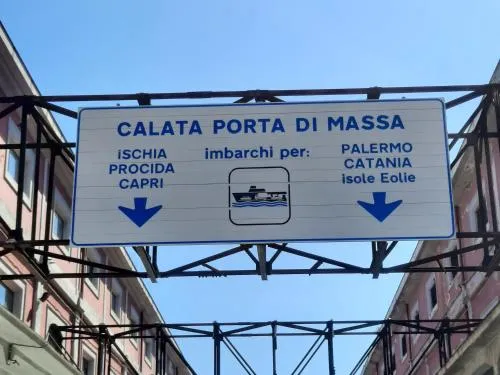 CALATA PORTA DI MASSA
iSCHIA
PROCIDA
CAPRI
imbarchi per:
PALERMO
CATANIA
isole Eolie